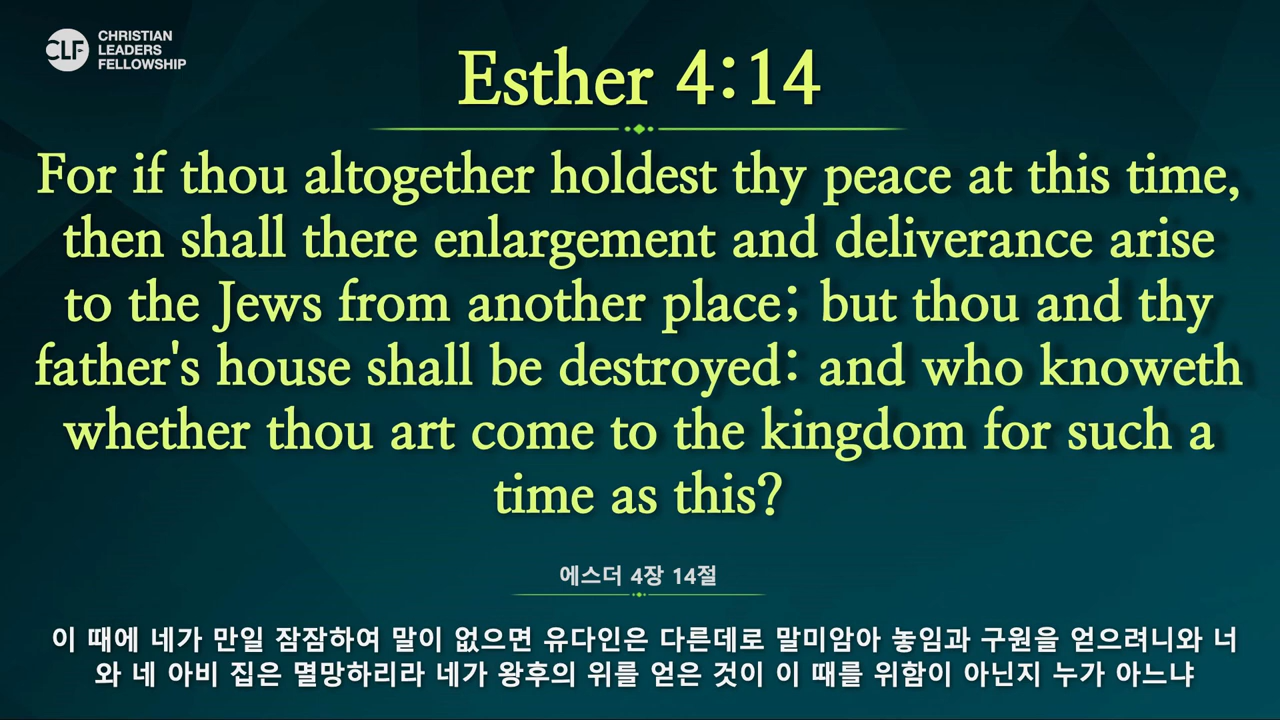 CLF
CHRISTIAN
LEADERS
FELLOWSHIP
Esther 4:14
For if thou altogether holdest thy peace at this time,
then shall there enlargement and deliverance arise
to the Jews from another place; but thou and thy
father's house shall be destroyed: and who knoweth
whether thou art come to the kingdom for such a
time as this?
에스더 4장 14절
이 때에 네가 만일 잠잠하여 말이 없으면 유다인은 다른데로 말미암아 놓임과 구원을 얻으려니와 너
와 네 아비 집은 멸망하리라 네가 왕후의 위를 얻은 것이 이 때를 위함이 아닌지 누가 아느냐